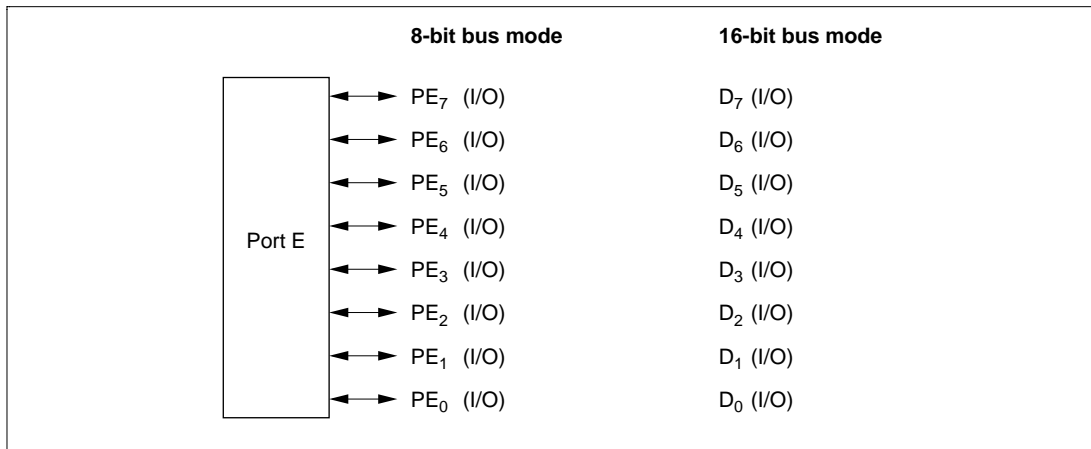 8-bit bus mode 16-bit bus mode
PE₇ (I/O) D₇ (I/O)
PE₆ (I/O) D₆ (I/O)
PE₅ (I/O) D₅ (I/O)
Port E PE₄ (I/O) D₄ (I/O)
PE₃ (I/O) D₃ (I/O)
PE₂ (I/O) D₂ (I/O)
PE₁ (I/O) D₁ (I/O)
PE₀ (I/O) D₀ (I/O)